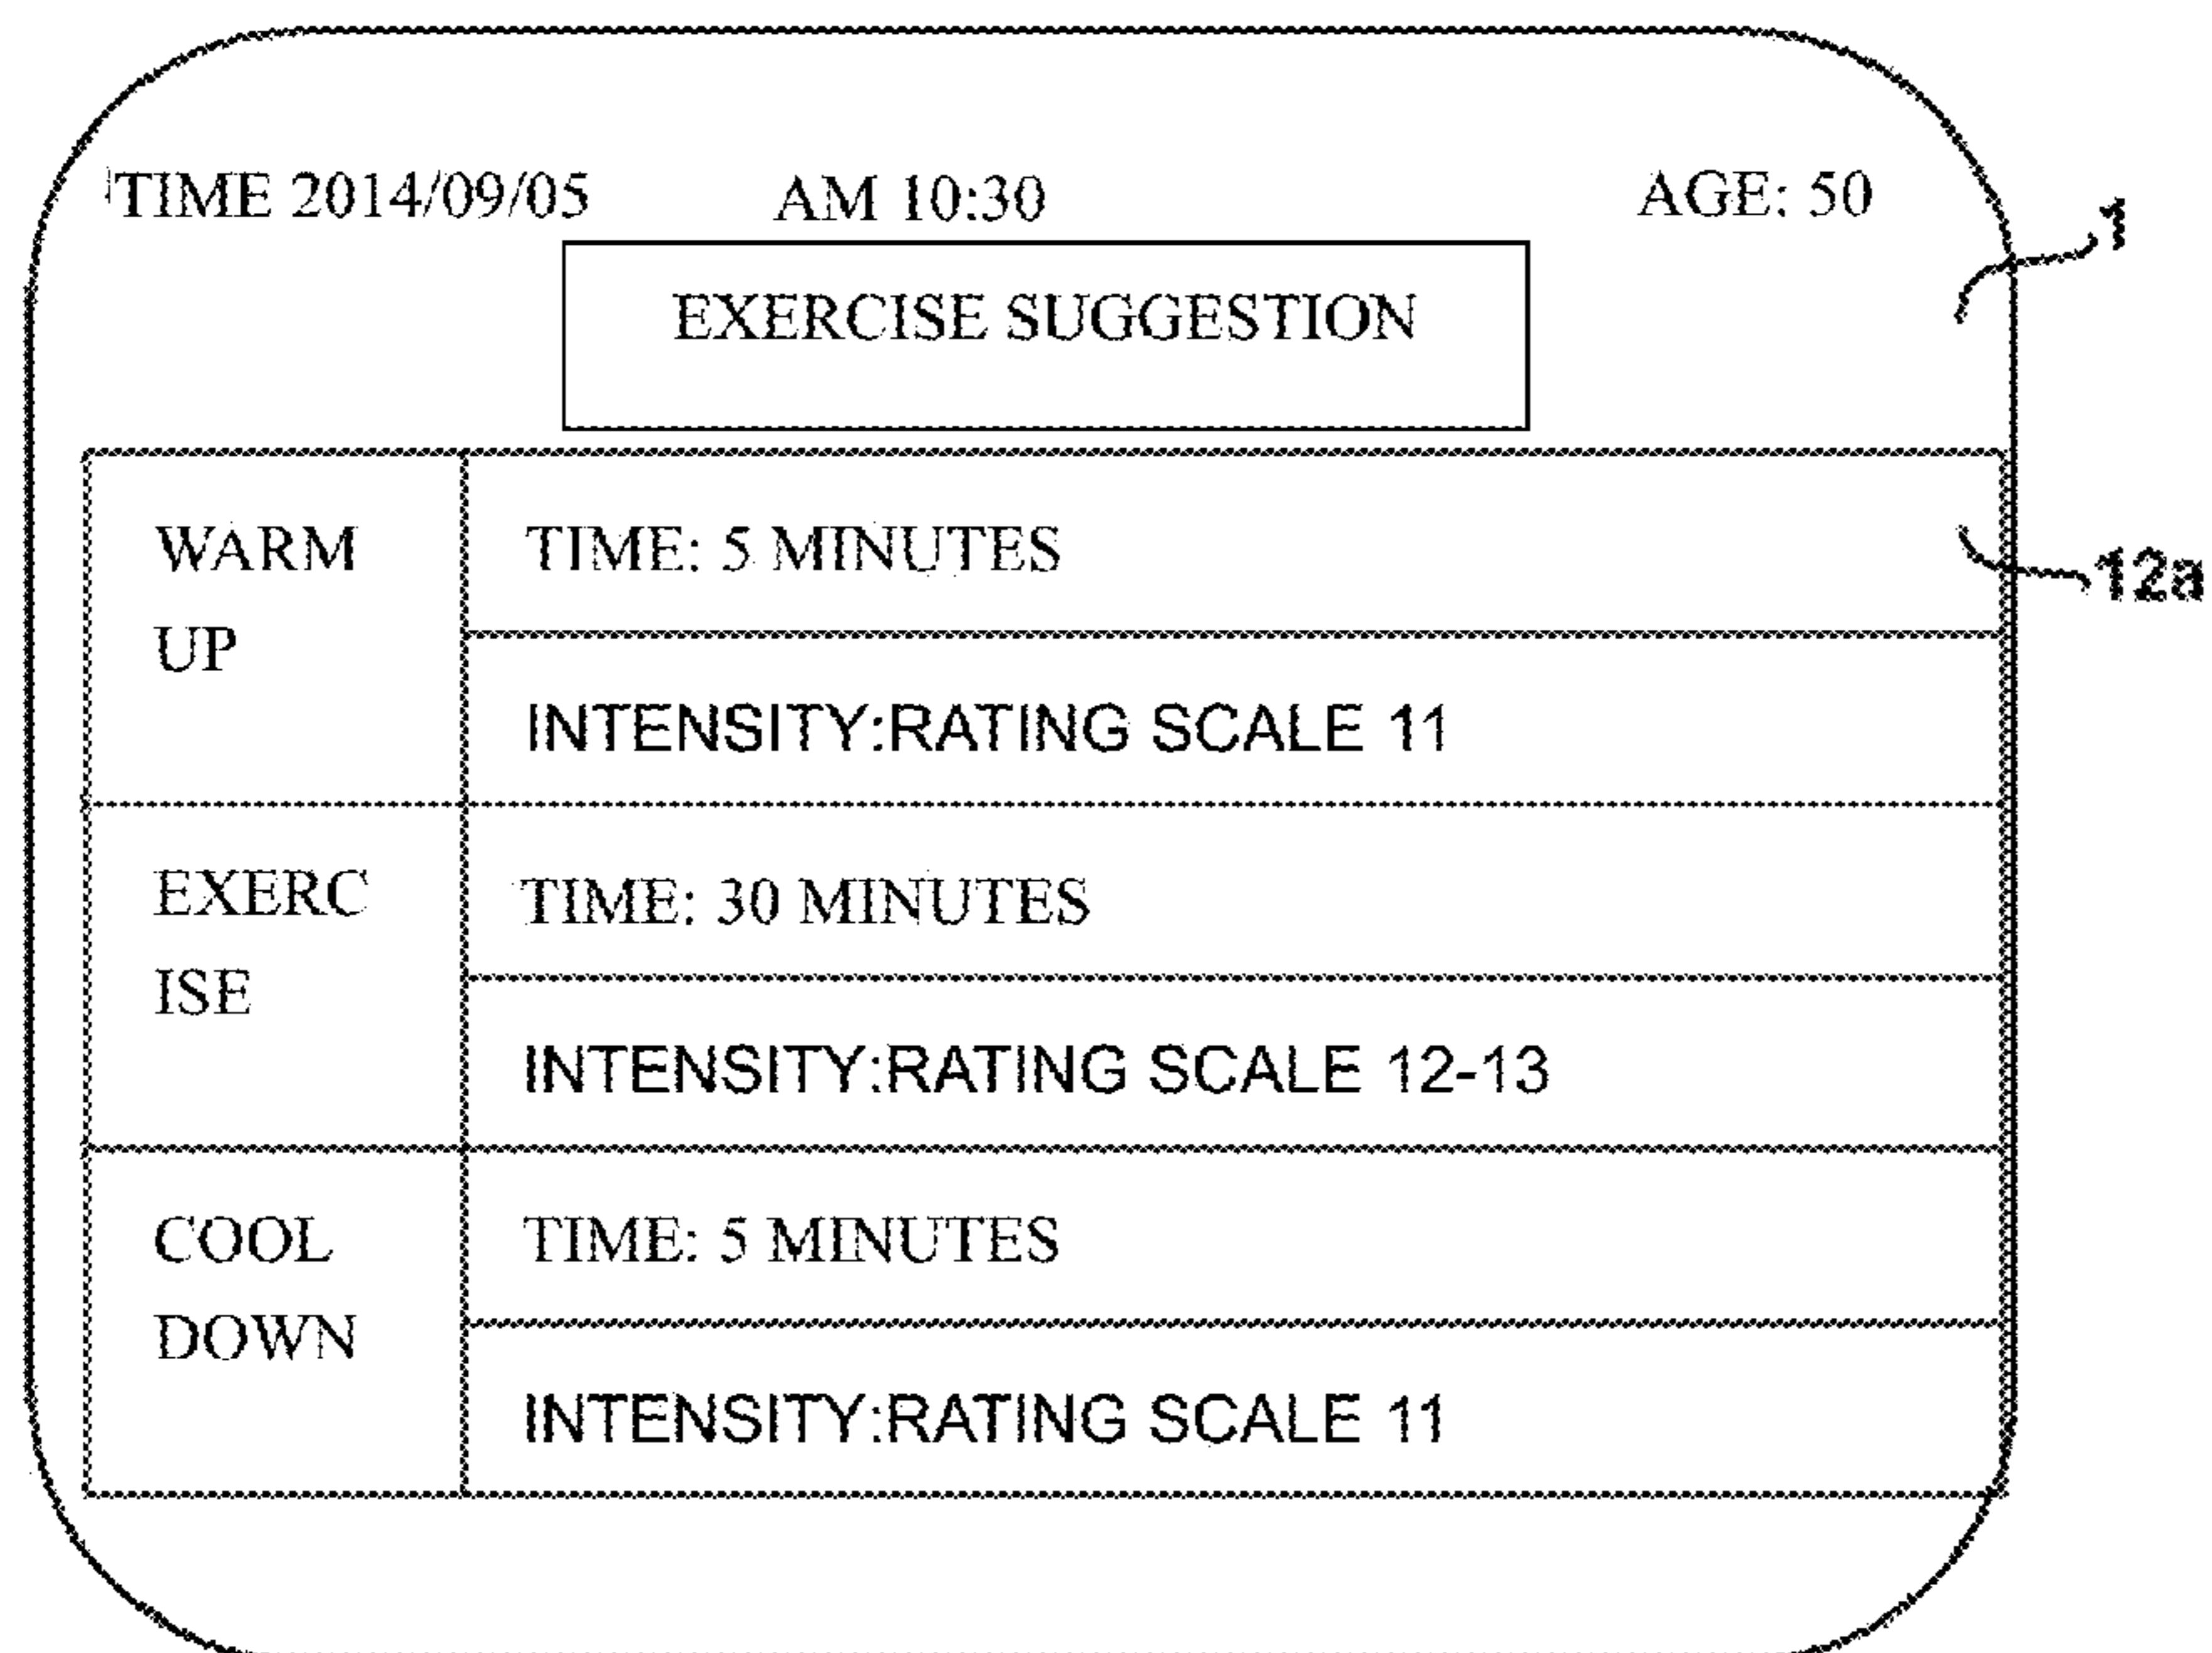 TIME 2014/09/05 AM 10:30 AGE: 50
1
EXERCISE SUGGESTION
WARM
UP
TIME: 5 MINUTES
12a
INTENSITY:RATING SCALE 11
EXERC
ISE
TIME: 30 MINUTES
INTENSITY:RATING SCALE 12-13
COOL
DOWN
TIME: 5 MINUTES
INTENSITY:RATING SCALE 11